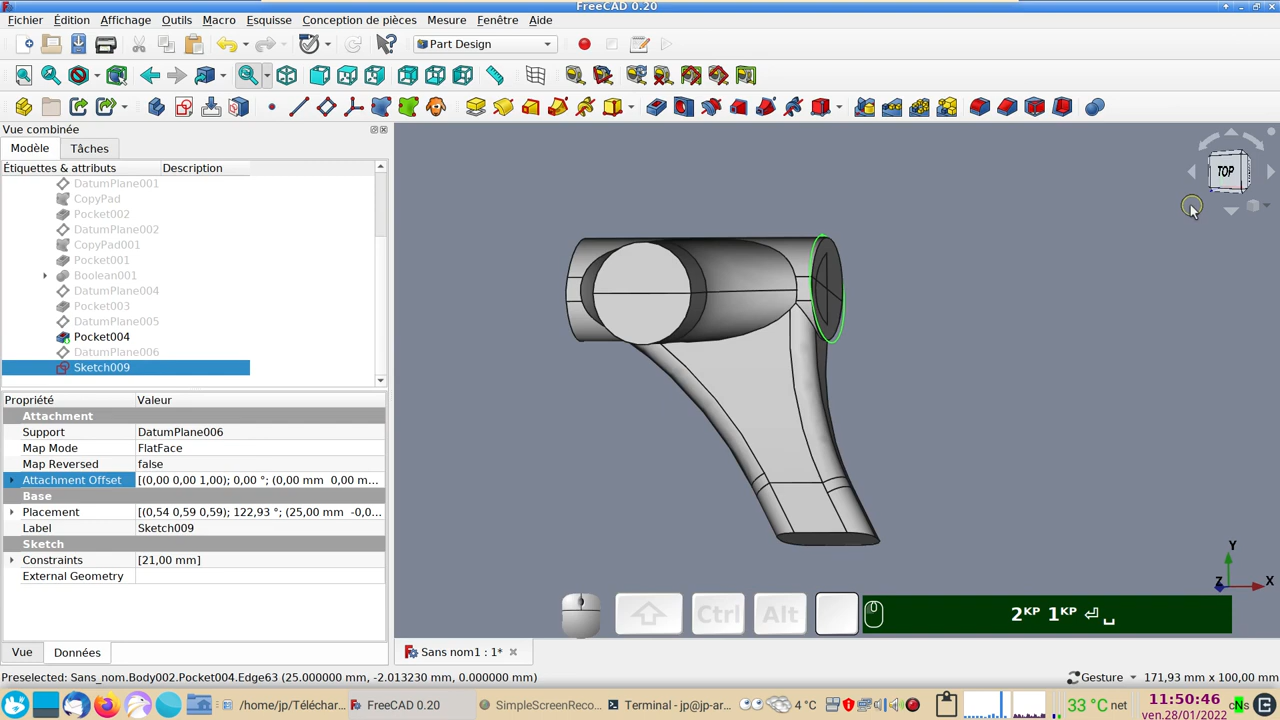 FreeCAD 0.20
Fichier Édition Affichage Outils Macro Esquisse Conception de pièces Mesure Fenêtre Aide
Part Design
Vue combinée
Modèle Tâches
Étiquettes & attributs Description
DatumPlane001
CopyPad
Pocket002
DatumPlane002
CopyPad001
Pocket001
Boolean001
DatumPlane004
Pocket003
DatumPlane005
Pocket004
DatumPlane006
Sketch009
Propriété Valeur
Attachment
Support DatumPlane006
Map Mode FlatFace
Map Reversed false
Attachment Offset [(0,00 0,00 1,00); 0,00 °; (0,00 mm 0,00 m...
Base
Placement [(0,54 0,59 0,59); 122,93 °; (25,00 mm -0,0...
Label Sketch009
Sketch
Constraints [21,00 mm]
External Geometry
Vue Données
TOP
Y
Z X
Ctrl Alt
2ᴷᴾ 1ᴷᴾ ⏎ ␣
Sans nom1 : 1*
Preselected: Sans_nom.Body002.Pocket004.Edge63 (25.000000 mm, -2.013230 mm, 0.000000 mm)
Gesture 171,93 mm x 100,00 mm
/home/jp/Téléchar... FreeCAD 0.20 SimpleScreenReco... Terminal - jp@jp-ar... 4 °C 33 °C net 11:50:46
ven.28/01/2022
cNs